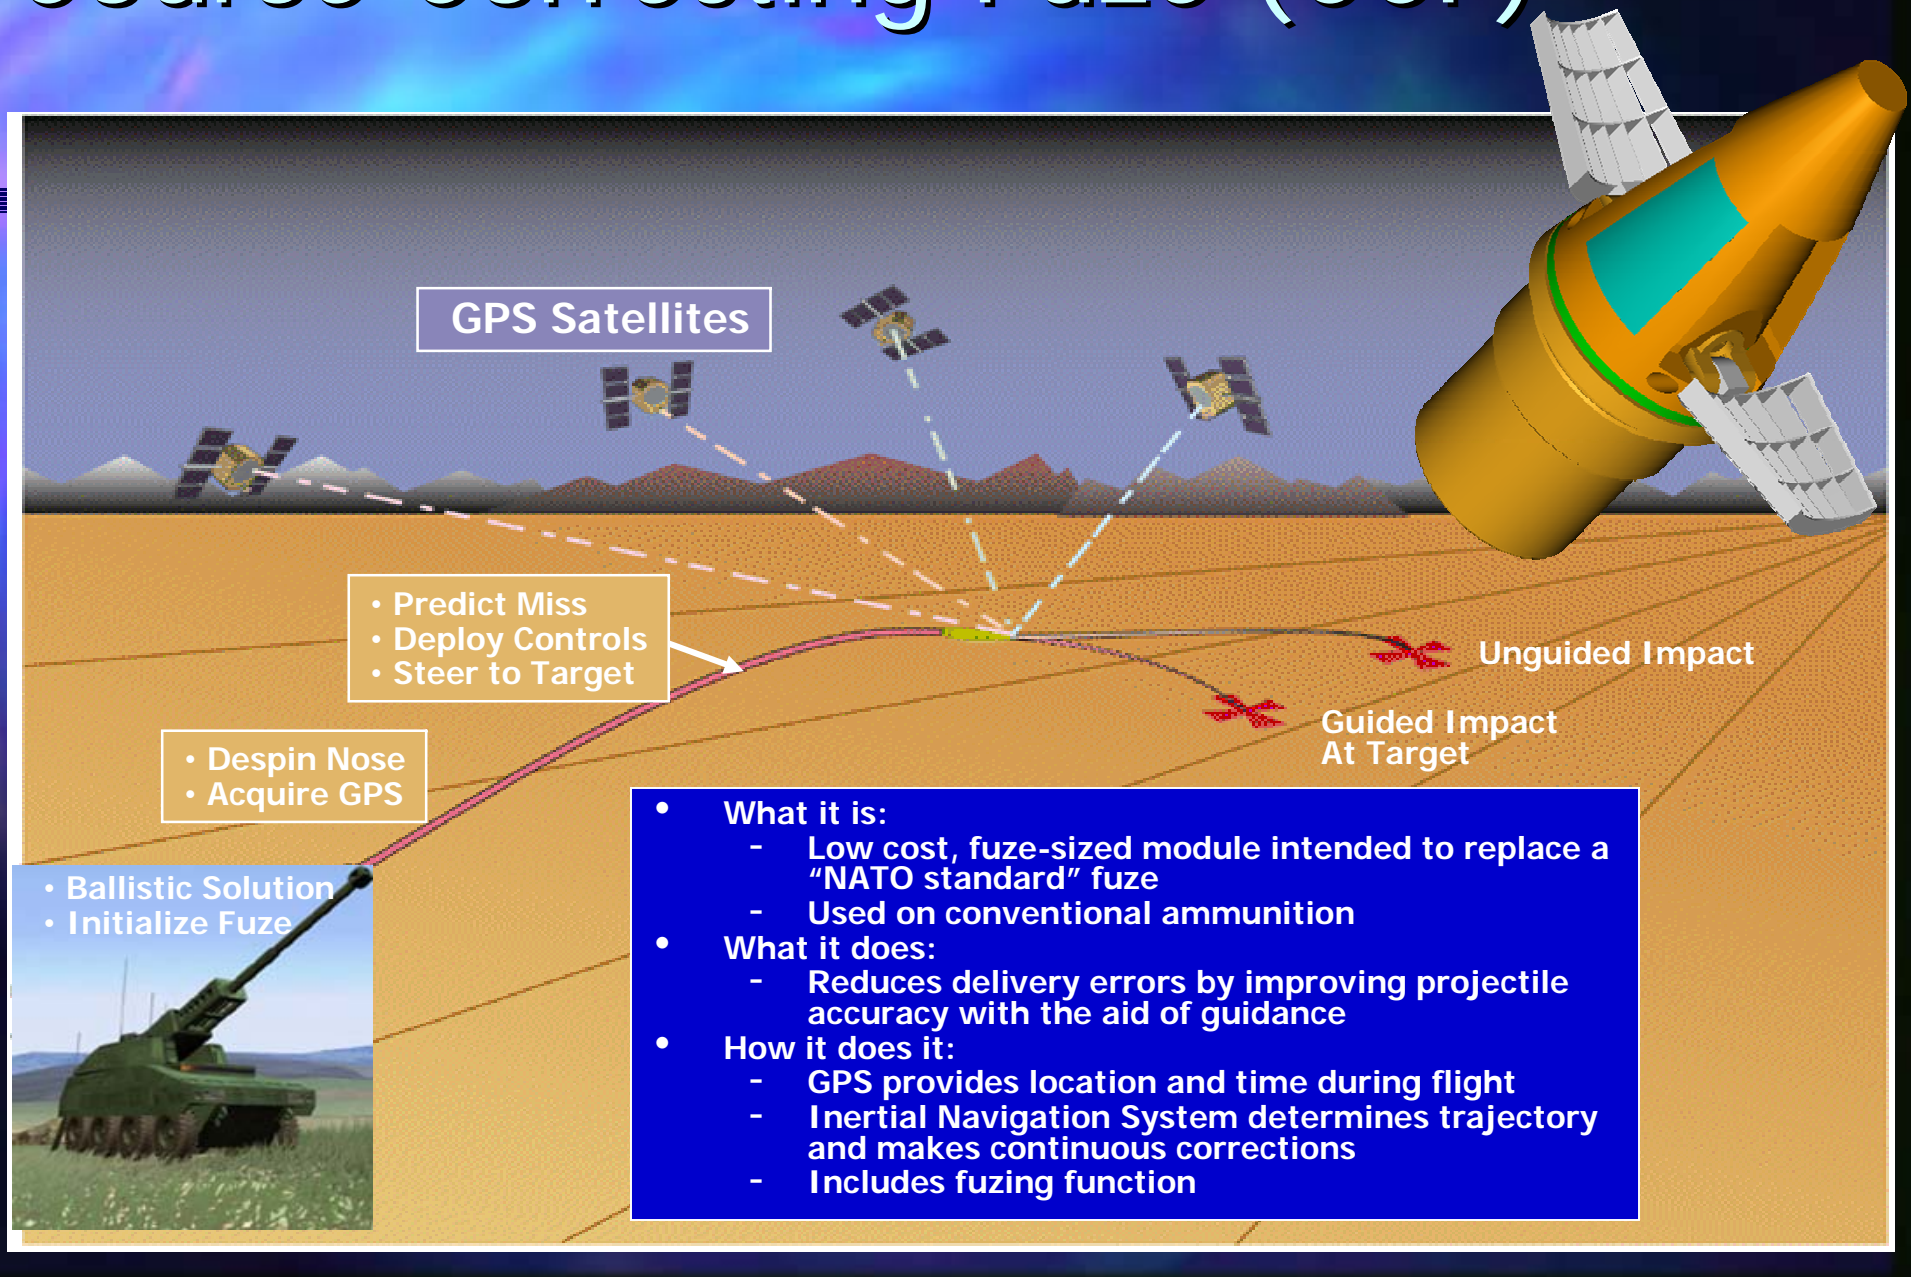 Course Correcting Fuze (CCF)
GPS Satellites
• Predict Miss
• Deploy Controls
• Steer to Target
Unguided Impact
Guided Impact
At Target
• Despin Nose
• Acquire GPS
• Ballistic Solution
• Initialize Fuze
• What it is:
- Low cost, fuze-sized module intended to replace a
“NATO standard” fuze
- Used on conventional ammunition
• What it does:
- Reduces delivery errors by improving projectile
accuracy with the aid of guidance
• How it does it:
- GPS provides location and time during flight
- Inertial Navigation System determines trajectory
and makes continuous corrections
- Includes fuzing function